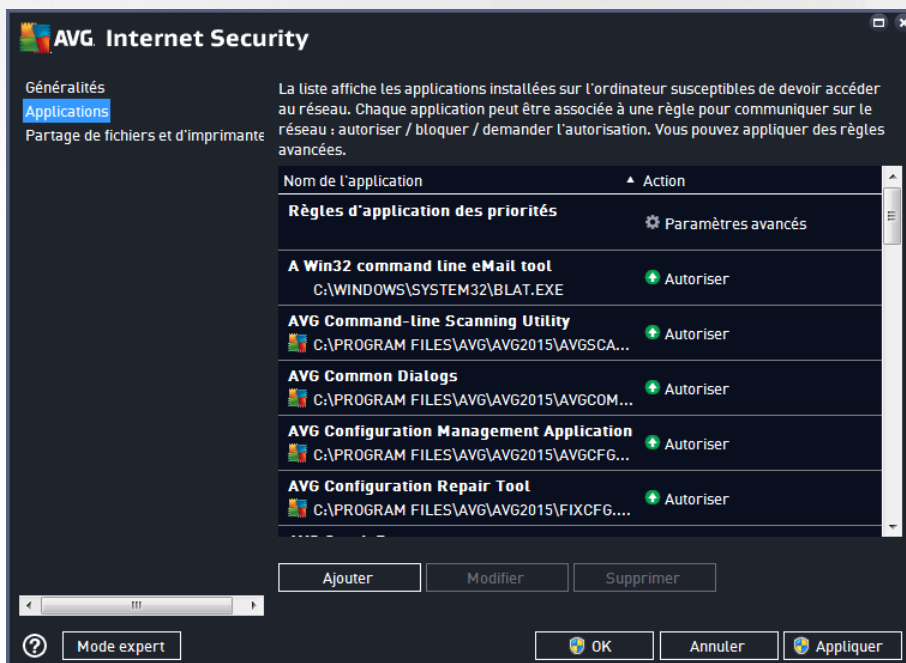 AVG Internet Security
Généralités
Applications
Partage de fichiers et d'imprimante
La liste affiche les applications installées sur l'ordinateur susceptibles de devoir accéder
au réseau. Chaque application peut être associée à une règle pour communiquer sur le
réseau : autoriser / bloquer / demander l'autorisation. Vous pouvez appliquer des règles
avancées.
Nom de l'application Action
Règles d'application des priorités
Paramètres avancés
A Win32 command line eMail tool
Autoriser
C:\WINDOWS\SYSTEM32\BLAT.EXE
AVG Command-line Scanning Utility
Autoriser
C:\PROGRAM FILES\AVG\AVG2015\AVGSCA...
AVG Common Dialogs
Autoriser
C:\PROGRAM FILES\AVG\AVG2015\AVGCOM...
AVG Configuration Management Application
Autoriser
C:\PROGRAM FILES\AVG\AVG2015\AVGCFG...
AVG Configuration Repair Tool
Autoriser
C:\PROGRAM FILES\AVG\AVG2015\FIXCFG....
Ajouter Modifier Supprimer
Mode expert OK Annuler Appliquer